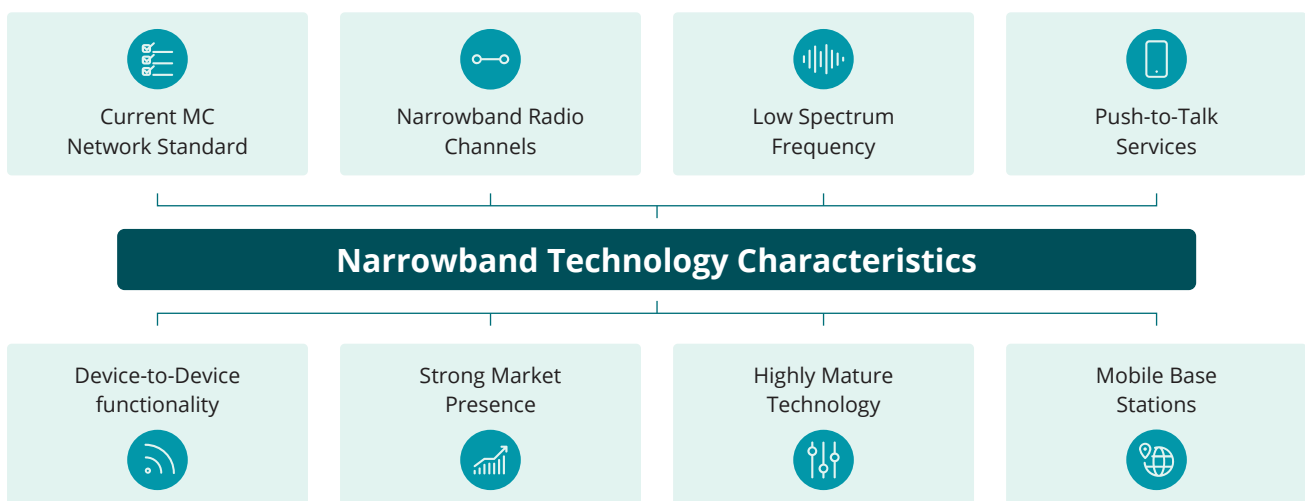 Current MC
Network Standard
Narrowband Radio
Channels
Low Spectrum
Frequency
Push-to-Talk
Services
Narrowband Technology Characteristics
Device-to-Device
functionality
Strong Market
Presence
Highly Mature
Technology
Mobile Base
Stations